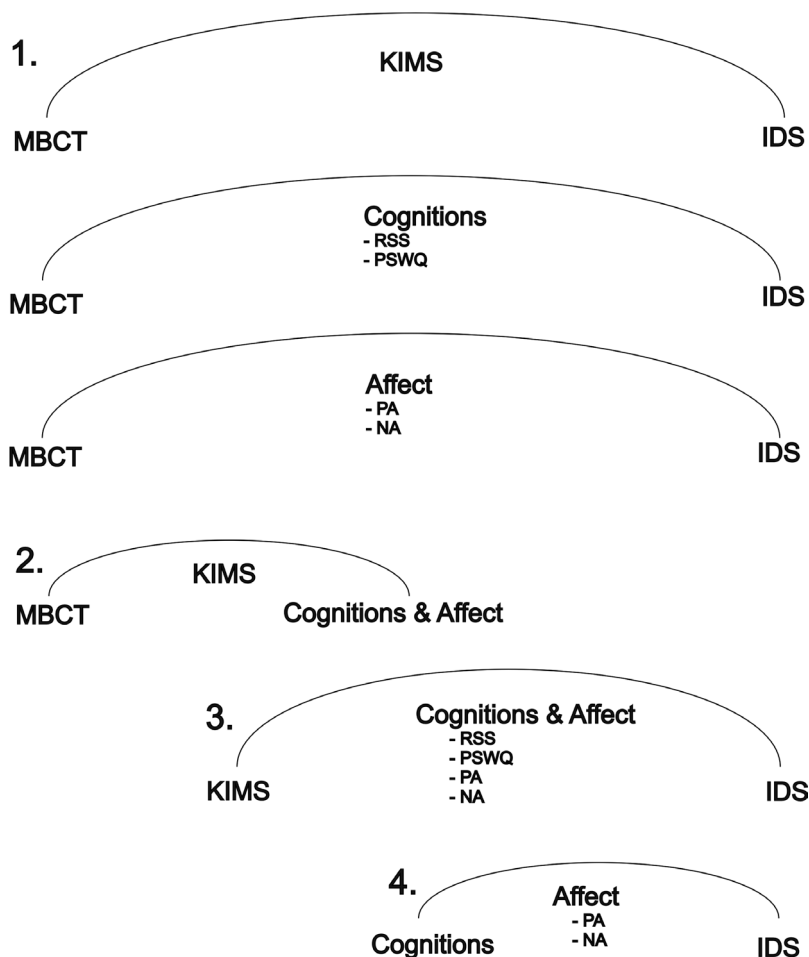 1.
KIMS
MBCT
IDS
Cognitions
- RSS
- PSWQ
MBCT
IDS
Affect
- PA
- NA
MBCT
IDS
2.
KIMS
MBCT
Cognitions & Affect
3.
Cognitions & Affect
- RSS
- PSWQ
- PA
- NA
KIMS
IDS
4.
Affect
- PA
- NA
Cognitions
IDS